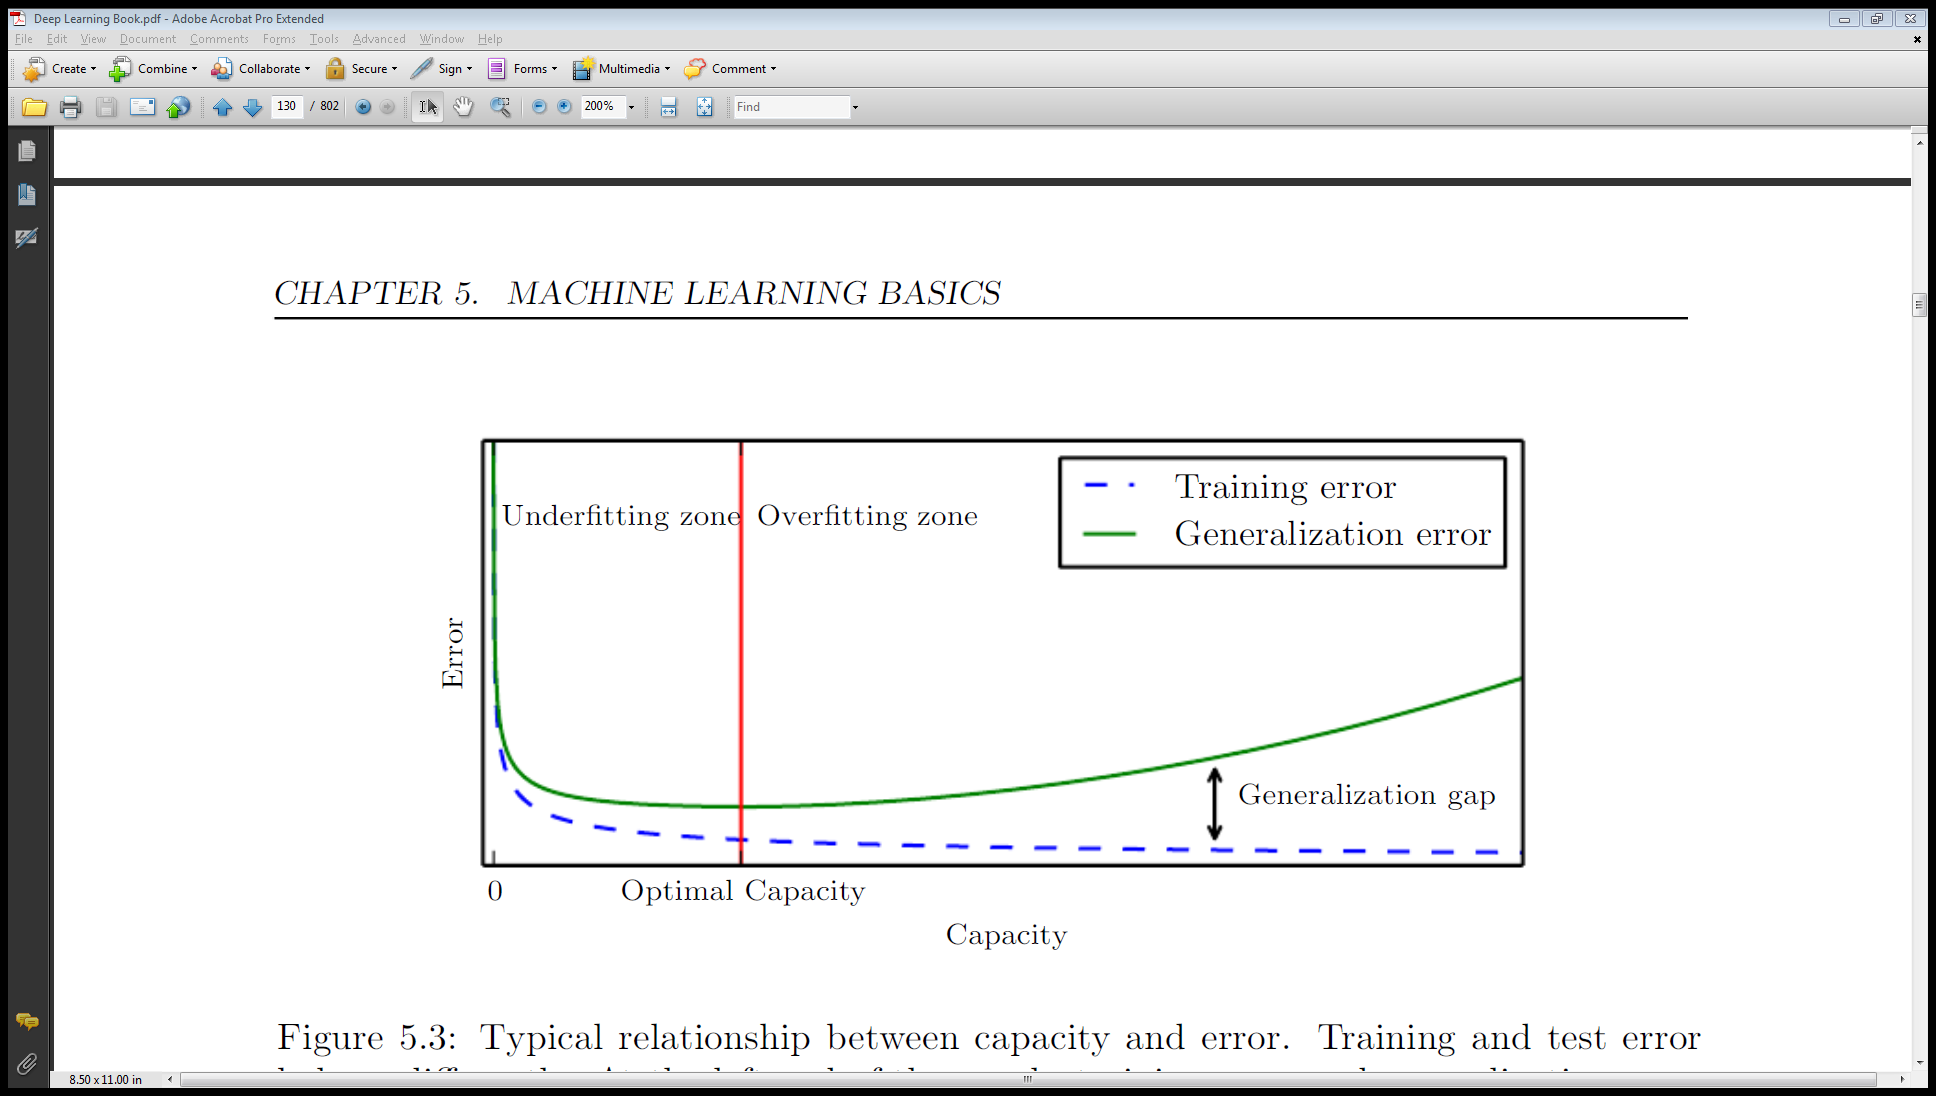 Deep Learning Book.pdf - Adobe Acrobat Pro Extended
File Edit View Document Comments Forms Tools Advanced Window Help
Create Combine Collaborate Secure Sign Forms Multimedia Comment
130 / 802 200% Find
CHAPTER 5. MACHINE LEARNING BASICS
Training error
Underfitting zone Overfitting zone
Generalization error
Error
Generalization gap
0 Optimal Capacity
Capacity
Figure 5.3: Typical relationship between capacity and error. Training and test error
8.50 x 11.00 in